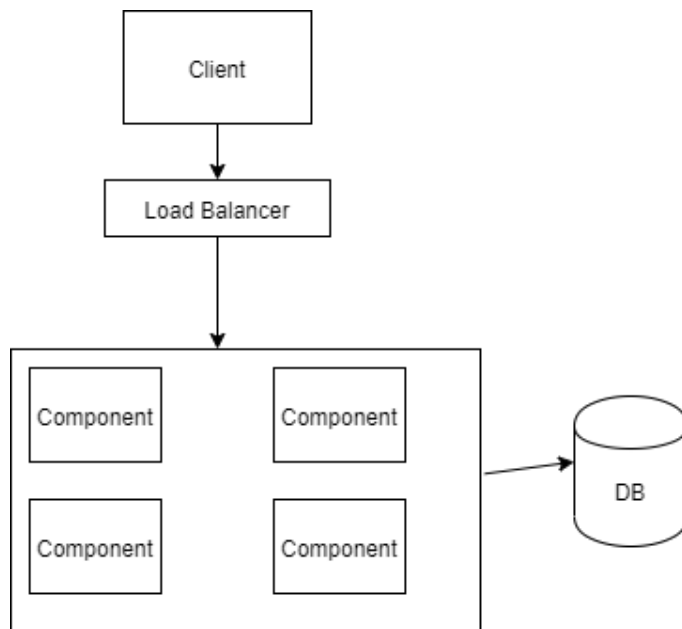 Client
Load Balancer
Component
Component
Component
Component
DB